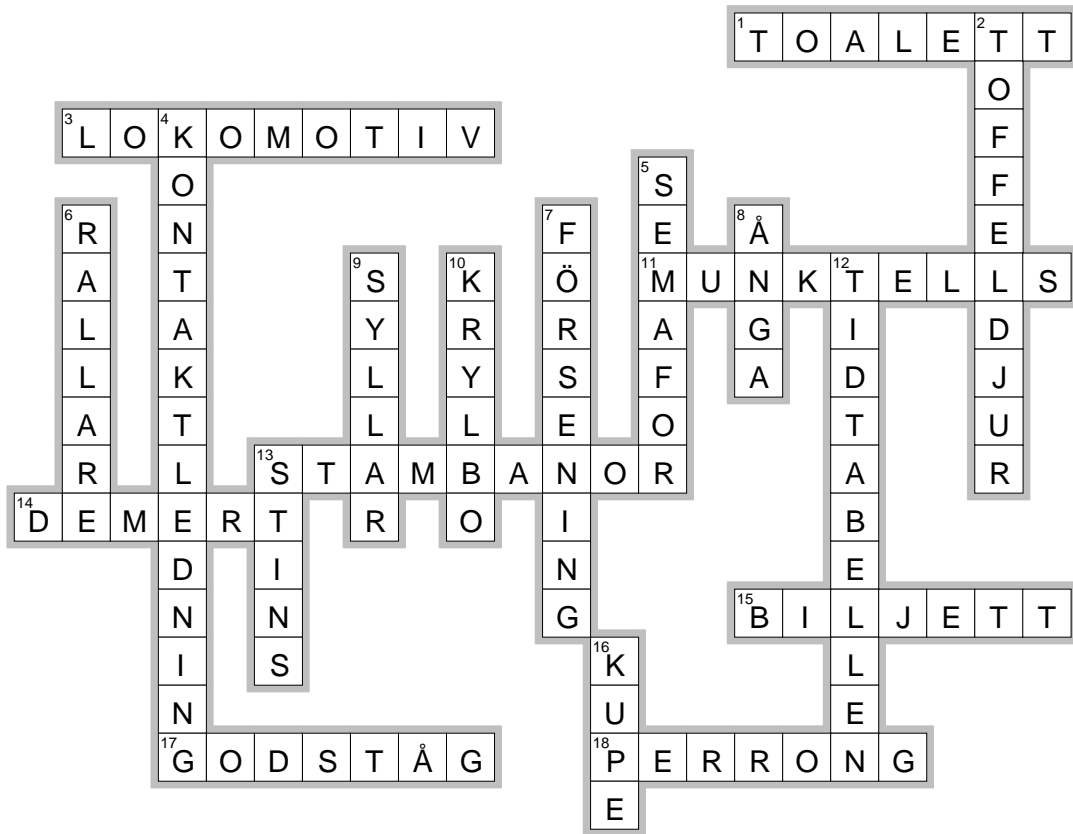 1 TOALETT
2 TOFFELDJUR
3 LOKOMOTIV
4 KONTAKTLEDNING
5 SEMAFOR
6 RALLARE
7 FÖRSENING
8 ÅNGA
9 SYLLAR
10 KRYLBO
11 MUNKTELLS
12 TIDTABELLEN
13 STAMBANOR
STINS
14 DEMERT
15 BILJETT
16 KUPE
17 GODSTÅG
18 PERRONG